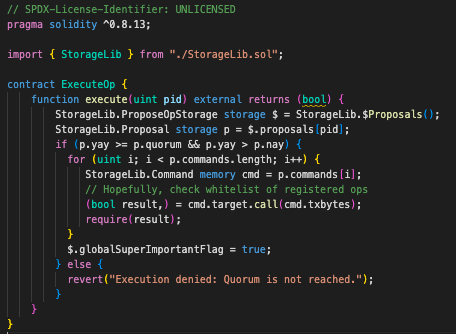 // SPDX-License-Identifier: UNLICENSED
pragma solidity ^0.8.13;

import { StorageLib } from "./StorageLib.sol";

contract ExecuteOp {
    function execute(uint pid) external returns (bool) {
        StorageLib.ProposeOpStorage storage $ = StorageLib.$Proposals();
        StorageLib.Proposal storage p = $.proposals[pid];
        if (p.yay >= p.quorum && p.yay > p.nay) {
          for (uint i; i < p.commands.length; i++) {
             StorageLib.Command memory cmd = p.commands[i];
             // Hopefully, check whitelist of registered ops
             (bool result,) = cmd.target.call(cmd.txbytes);
             require(result);
          }
          $.globalSuperImportantFlag = true;
        } else {
          revert("Execution denied: Quorum is not reached.");
        }
    }
}